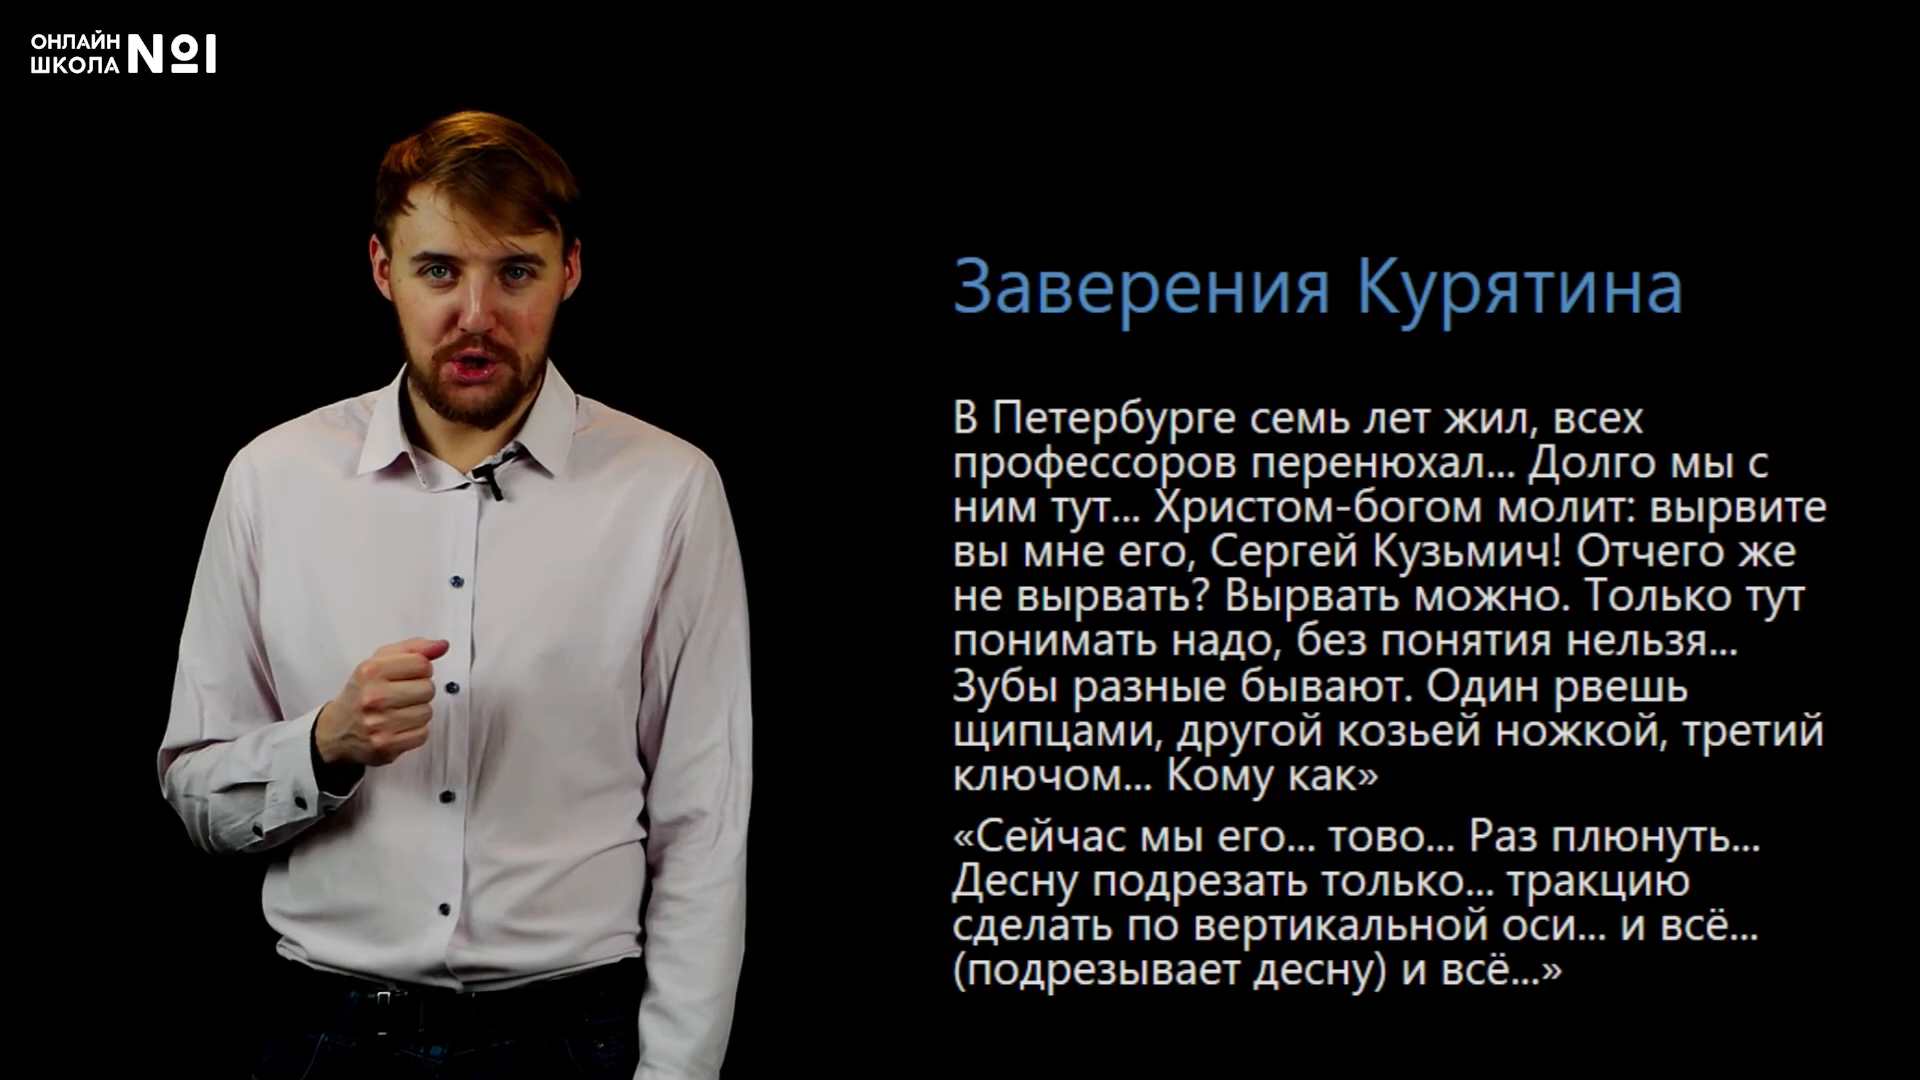 ОНЛАЙН
ШКОЛА №1
Заверения Курятина
В Петербурге семь лет жил, всех
профессоров перенюхал... Долго мы с
ним тут... Христом-богом молит: вырвите
вы мне его, Сергей Кузьмич! Отчего же
не вырвать? Вырвать можно. Только тут
понимать надо, без понятия нельзя...
Зубы разные бывают. Один рвешь
щипцами, другой козьей ножкой, третий
ключом... Кому как»
«Сейчас мы его... тово... Раз плюнуть...
Десну подрезать только... тракцию
сделать по вертикальной оси... и всё...
(подрезывает десну) и всё...»